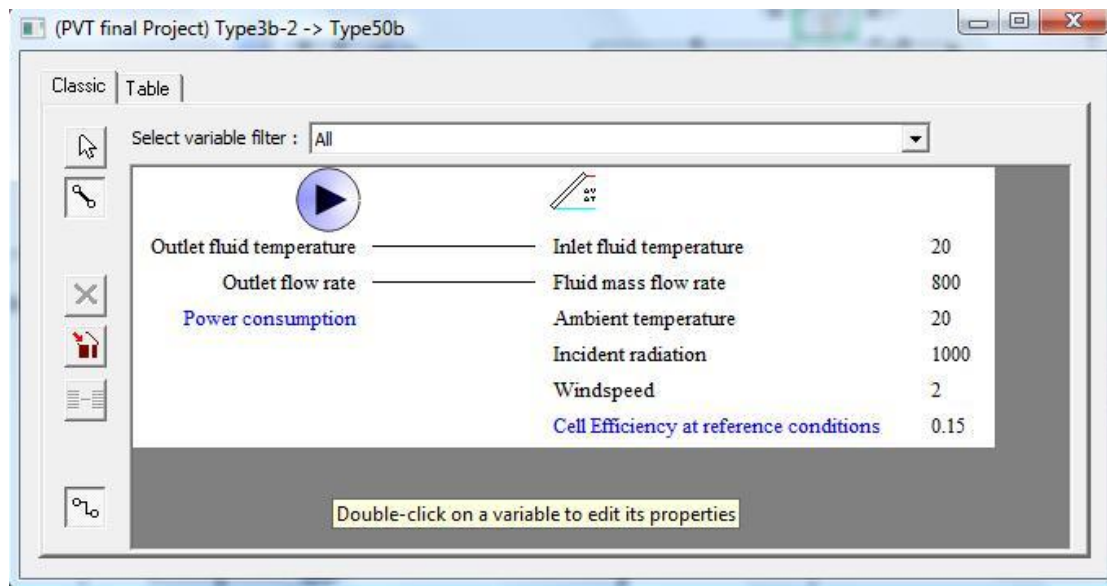 (PVT final Project) Type3b-2 -> Type50b
Classic Table
Select variable filter : All
Outlet fluid temperature Inlet fluid temperature 20
Outlet flow rate Fluid mass flow rate 800
Power consumption Ambient temperature 20
Incident radiation 1000
Windspeed 2
Cell Efficiency at reference conditions 0.15
Double-click on a variable to edit its properties